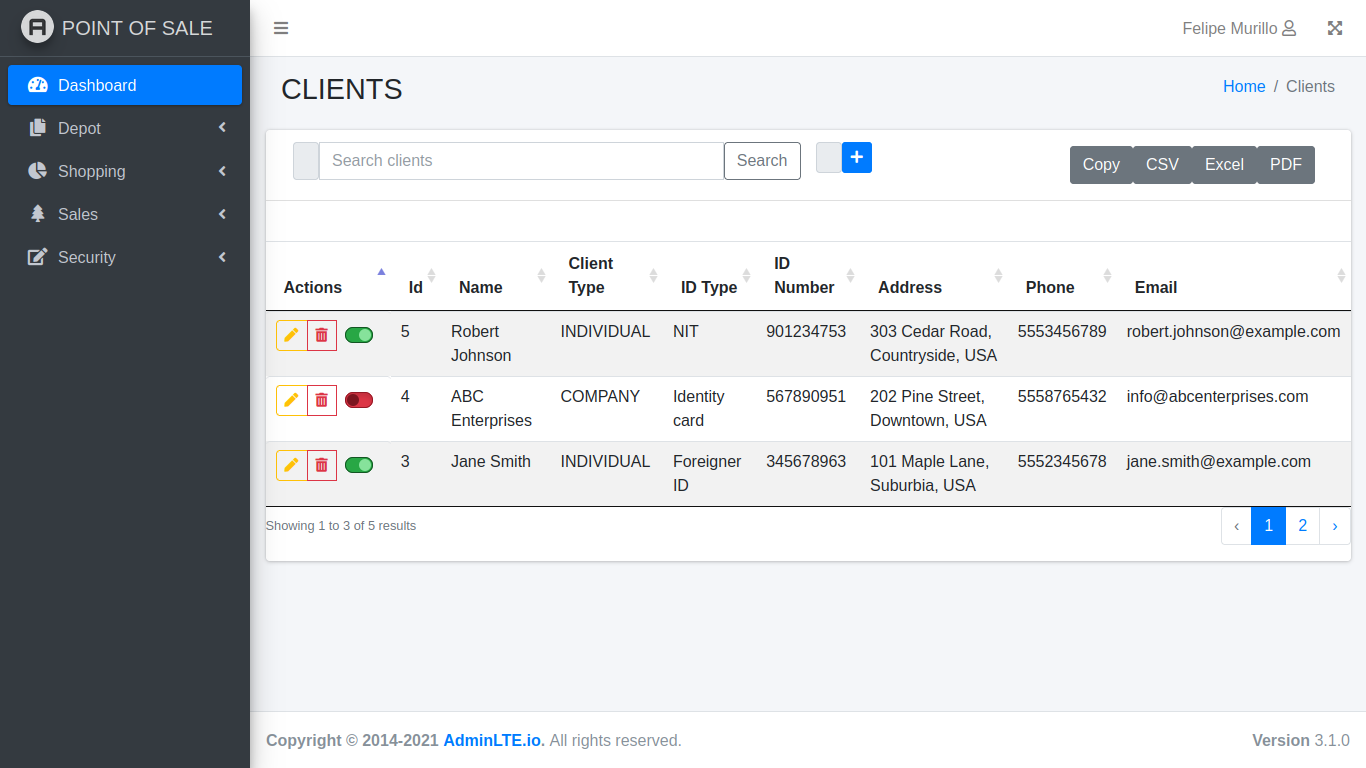 POINT OF SALE
Felipe Murillo
Dashboard
Depot
Shopping
Sales
Security
CLIENTS
Home / Clients
Search clients
Search
Copy CSV Excel PDF
Actions Id Name Client Type ID Type ID Number Address Phone Email
5 Robert Johnson INDIVIDUAL NIT 901234753 303 Cedar Road, Countryside, USA 5553456789 robert.johnson@example.com
4 ABC Enterprises COMPANY Identity card 567890951 202 Pine Street, Downtown, USA 5558765432 info@abcenterprises.com
3 Jane Smith INDIVIDUAL Foreigner ID 345678963 101 Maple Lane, Suburbia, USA 5552345678 jane.smith@example.com
Showing 1 to 3 of 5 results
‹ 1 2 ›
Copyright © 2014-2021 AdminLTE.io. All rights reserved.
Version 3.1.0